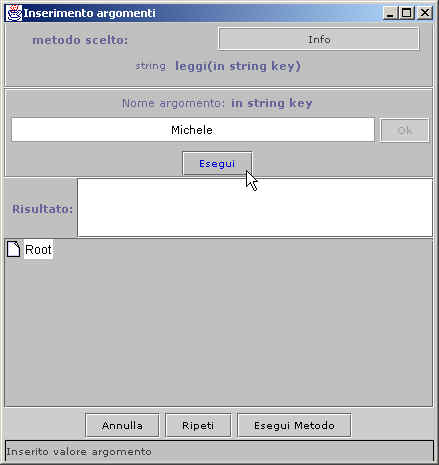 Inserimento argomenti
metodo scelto: Info
string leggi(in string key)
Nome argomento: in string key
Michele Ok
Esegui
Risultato:
Root
Annulla Ripeti Esegui Metodo
Inserito valore argomento